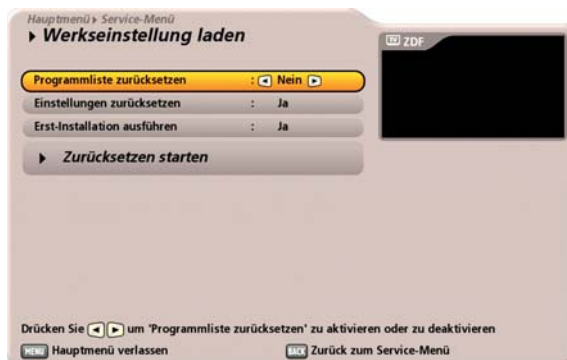 Hauptmenü Service-Menü
Werkseinstellung laden
TV ZDF
Programmliste zurücksetzen : Nein
Einstellungen zurücksetzen : Ja
Erst-Installation ausführen : Ja
Zurücksetzen starten
Drücken Sie um 'Programmliste zurücksetzen' zu aktivieren oder zu deaktivieren
MENU Hauptmenü verlassen BACK Zurück zum Service-Menü